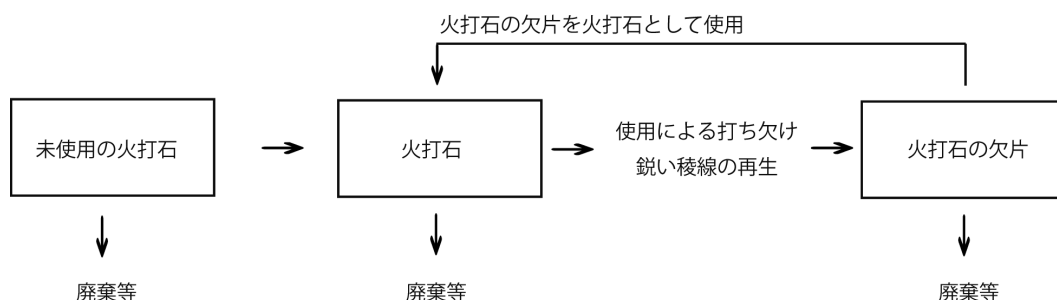 火打石の欠片を火打石として使用
未使用の火打石
火打石
使用による打ち欠け
鋭い稜線の再生
火打石の欠片
廃棄等
廃棄等
廃棄等